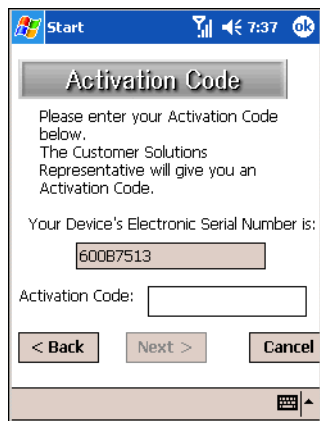 Start 7:37 ok
Activation Code
Please enter your Activation Code
below.
The Customer Solutions
Representative will give you an
Activation Code.
Your Device's Electronic Serial Number is:
600B7513
Activation Code:
< Back Next > Cancel